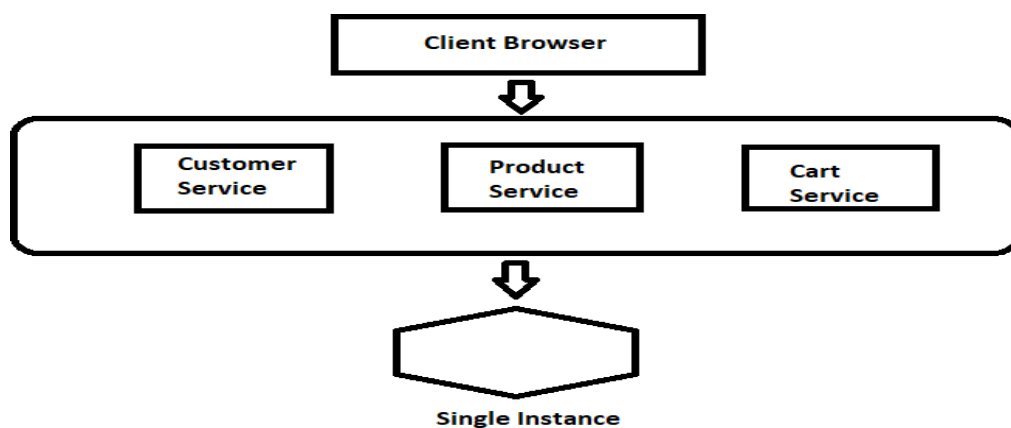 Client Browser
Customer
Service
Product
Service
Cart
Service
Single Instance